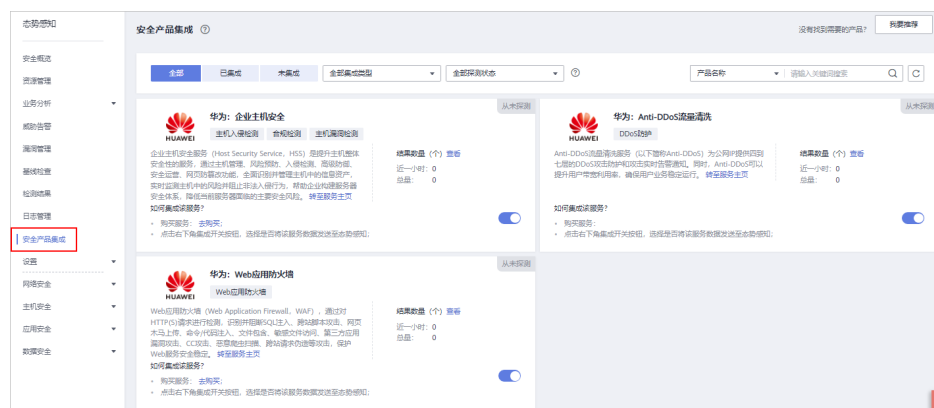 态势感知
安全产品集成
没有找到需要的产品?
我要推荐
安全概览
资源管理
业务分析
威胁告警
漏洞管理
基线检查
检测结果
日志管理
安全产品集成
设置
网络安全
主机安全
应用安全
数据安全
全部
已集成
未集成
全部集成类型
全部探测状态
产品名称
请输入关键词搜索
从未探测
HUAWEI
华为：企业主机安全
主机入侵检测 合规检测 主机漏洞检测
企业主机安全服务（Host Security Service，HSS）是提升主机整体
安全性的服务，通过主机管理、风险预防、入侵检测、高级防御、
安全运营、网页防篡改功能，全面识别并管理主机中的信息资产，
实时监测主机中的风险并阻止非法入侵行为，帮助企业构建服务器
安全体系，降低当前服务器面临的主要安全风险。 转至服务主页
结果数量（个） 查看
近一小时： 0
总量： 0
如何集成该服务?
购买服务： 去购买;
点击右下角集成开关按钮，选择是否将该服务数据发送至态势感知;
从未探测
HUAWEI
华为：Anti-DDoS流量清洗
DDoS防护
Anti-DDoS流量清洗服务（以下简称Anti-DDoS）为公网IP提供四到
七层的DDoS攻击防护和攻击实时告警通知。同时，Anti-DDoS可以
提升用户带宽利用率，确保用户业务稳定运行。 转至服务主页
结果数量（个） 查看
近一小时： 0
总量： 0
如何集成该服务?
购买服务;
点击右下角集成开关按钮，选择是否将该服务数据发送至态势感知;
从未探测
HUAWEI
华为：Web应用防火墙
Web应用防火墙
Web应用防火墙（Web Application Firewall，WAF），通过对
HTTP(S)请求进行检测，识别并阻断SQL注入、跨站脚本攻击、网页
木马上传、命令/代码注入、文件包含、敏感文件访问、第三方应用
漏洞攻击、CC攻击、恶意爬虫扫描、跨站请求伪造等攻击，保护
Web服务安全稳定。 转至服务主页
结果数量（个） 查看
近一小时： 0
总量： 0
如何集成该服务?
购买服务： 去购买;
点击右下角集成开关按钮，选择是否将该服务数据发送至态势感知;